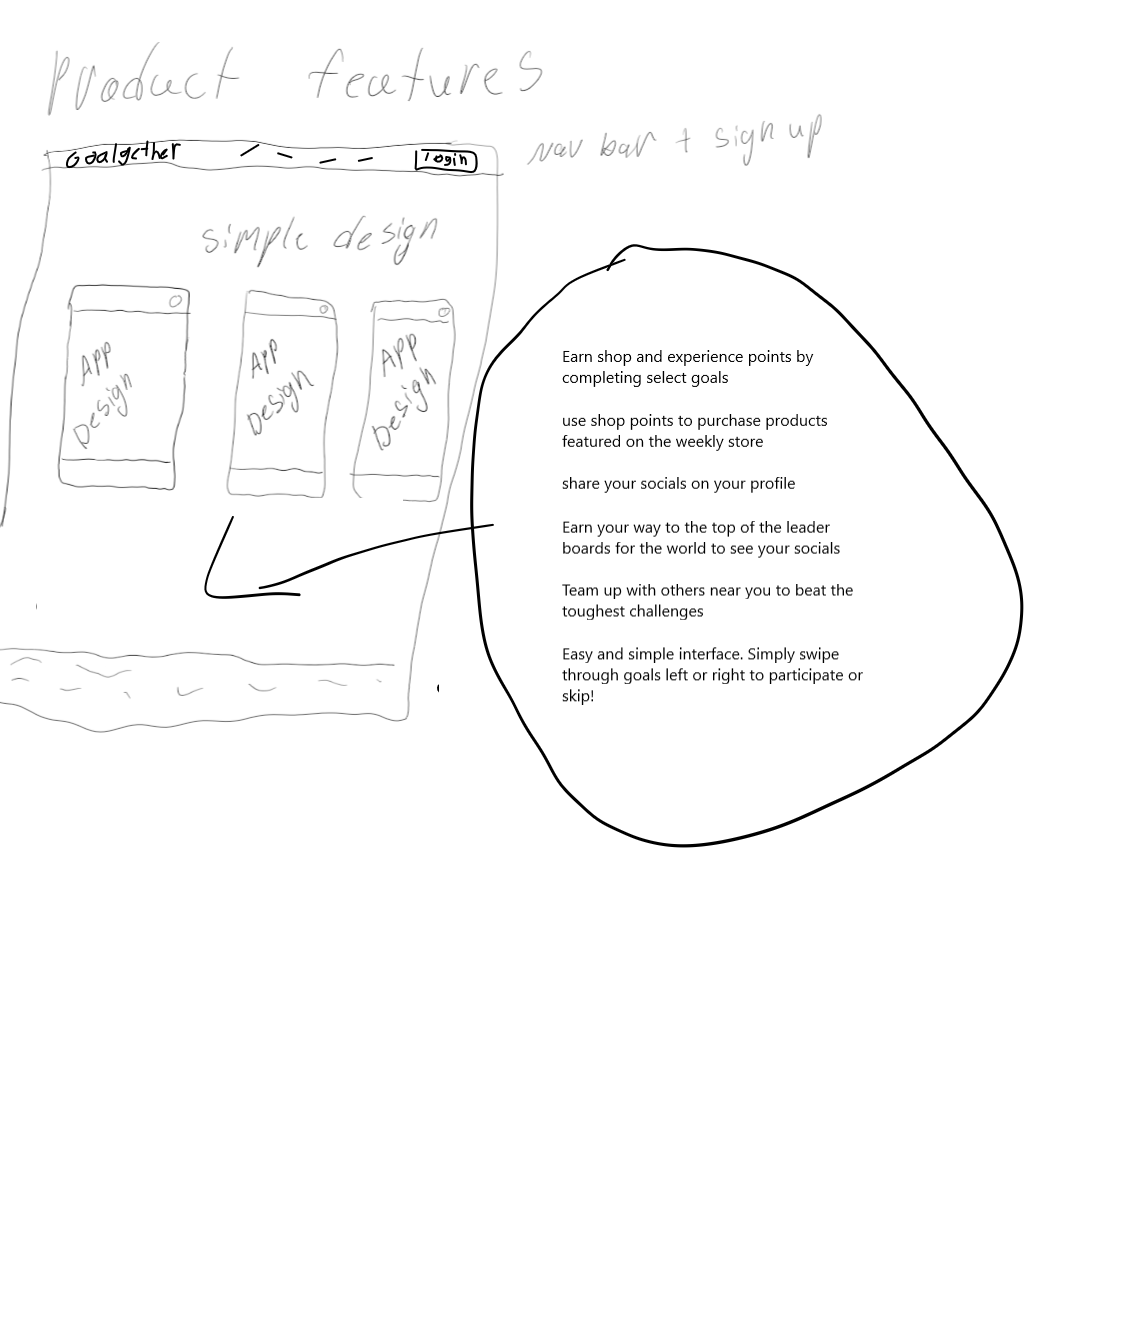 Product features
Goalgether
login
Nav bar + sign up
simple design
APP
Design
APP
Design
APP
Design
Earn shop and experience points by
completing select goals
use shop points to purchase products
featured on the weekly store
share your socials on your profile
Earn your way to the top of the leader
boards for the world to see your socials
Team up with others near you to beat the
toughest challenges
Easy and simple interface. Simply swipe
through goals left or right to participate or
skip!